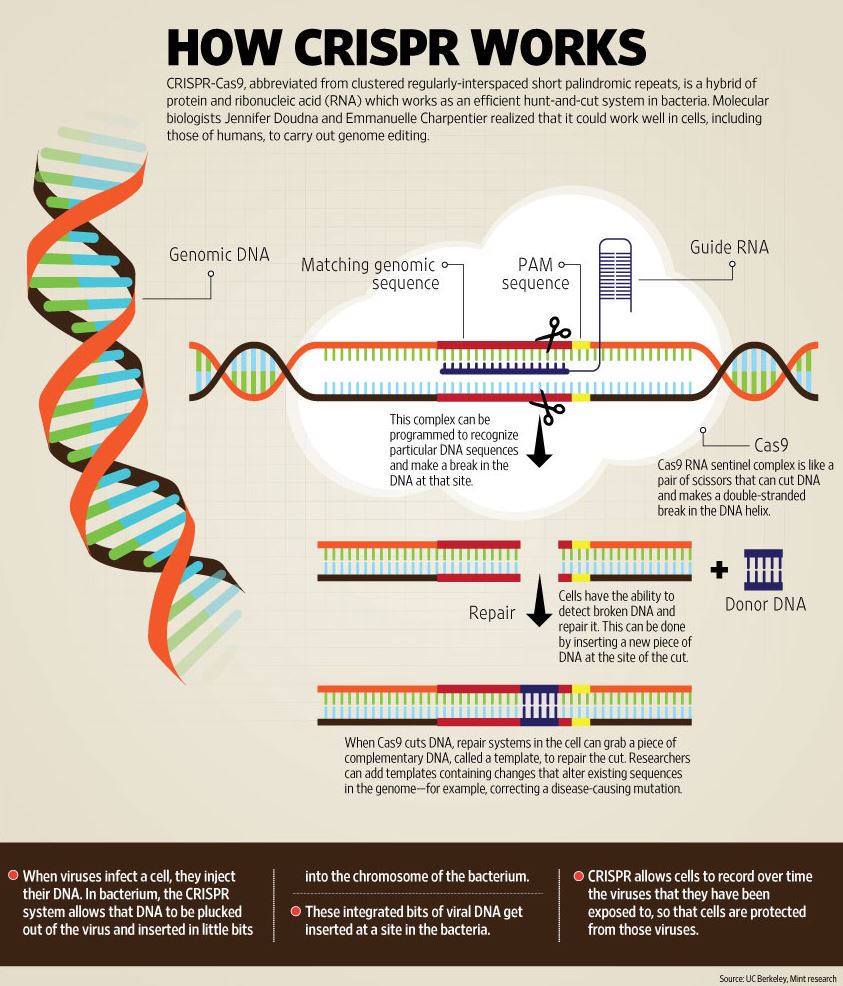 HOW CRISPR WORKS
CRISPR-Cas9, abbreviated from clustered regularly-interspaced short palindromic repeats, is a hybrid of
protein and ribonucleic acid (RNA) which works as an efficient hunt-and-cut system in bacteria. Molecular
biologists Jennifer Doudna and Emmanuelle Charpentier realized that it could work well in cells, including
those of humans, to carry out genome editing.
Genomic DNA
Matching genomic
sequence
PAM
sequence
Guide RNA
This complex can be
programmed to recognize
particular DNA sequences
and make a break in the
DNA at that site.
Cas9
Cas9 RNA sentinel complex is like a
pair of scissors that can cut DNA
and makes a double-stranded
break in the DNA helix.
Donor DNA
Repair
Cells have the ability to
detect broken DNA and
repair it. This can be done
by inserting a new piece of
DNA at the site of the cut.
When Cas9 cuts DNA, repair systems in the cell can grab a piece of
complementary DNA, called a template, to repair the cut. Researchers
can add templates containing changes that alter existing sequences
in the genome—for example, correcting a disease-causing mutation.
When viruses infect a cell, they inject
their DNA. In bacterium, the CRISPR
system allows that DNA to be plucked
out of the virus and inserted in little bits
into the chromosome of the bacterium.
These integrated bits of viral DNA get
inserted at a site in the bacteria.
CRISPR allows cells to record over time
the viruses that they have been
exposed to, so that cells are protected
from those viruses.
Source: UC Berkeley, Mint research